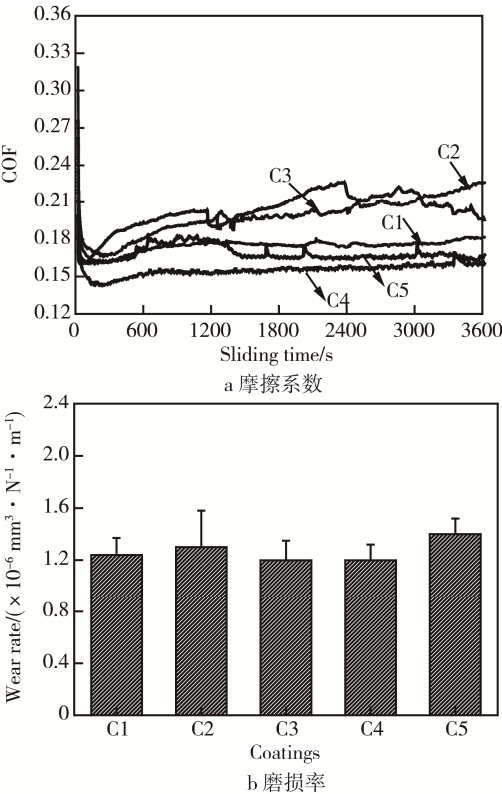 0.36
0.33
0.30
0.27
0.24
0.21
0.18
0.15
0.12
COF
C3
C2
C1
C5
C4
0
600
1200
1800
2400
3000
3600
Sliding time/s
a 摩擦系数
2.4
2.4
1.6
1.2
0.8
0.4
0
Wear rate/(×10⁻⁶ mm³·N⁻¹·m⁻¹)
C1
C2
C3
C4
C5
Coatings
b 磨损率